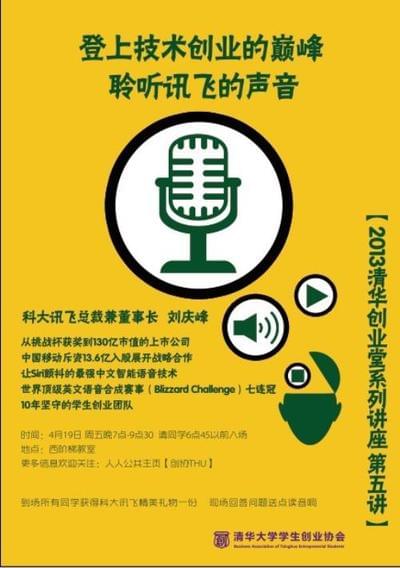 登上技术创业的巅峰
聆听讯飞的声音
【2013清华创业堂系列讲座 第五讲】
科大讯飞总裁兼董事长 刘庆峰
从挑战杯获奖到130亿市值的上市公司
中国移动斥资13.6亿入股展开战略合作
让Siri颤抖的最强中文智能语音技术
世界顶级英文语音合成赛事（Blizzard Challenge）七连冠
10年坚守的学生创业团队
文
时间：4月19日 周五晚7点-9点30 请同学6点45以前入场
地点：西阶梯教室
更多信息欢迎关注：人人公共主页【创协THU】
到场所有同学获得科大讯飞精美礼物一份 现场回答问题送点读音响
清华大学学生创业协会
Business Association of Tsinghua Entreprenurial Students